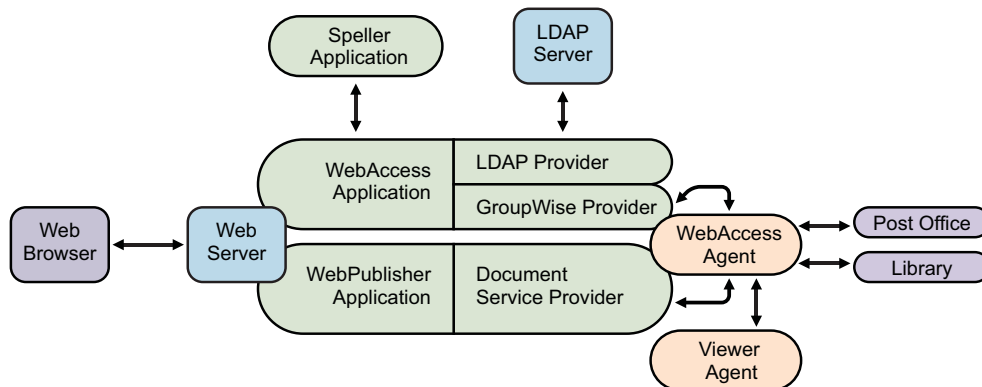 Speller
Application
LDAP
Server
WebAccess
Application
LDAP Provider
GroupWise Provider
Web
Browser
Web
Server
WebAccess
Agent
Post Office
Library
WebPublisher
Application
Document
Service Provider
Viewer
Agent